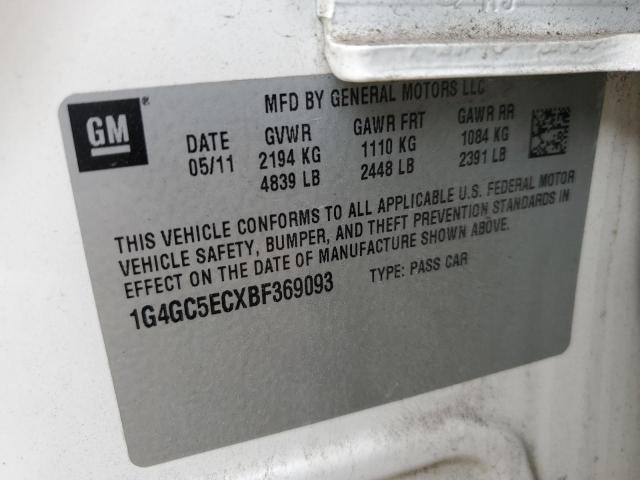 MFD BY GENERAL MOTORS LLC
GM®
DATE GVWR GAWR FRT GAWR RR
05/11 2194 KG 1110 KG 1084 KG
4839 LB 2448 LB 2391 LB
THIS VEHICLE CONFORMS TO ALL APPLICABLE U.S. FEDERAL MOTOR
VEHICLE SAFETY, BUMPER, AND THEFT PREVENTION STANDARDS IN
EFFECT ON THE DATE OF MANUFACTURE SHOWN ABOVE.
1G4GC5ECXBF369093 TYPE: PASS CAR